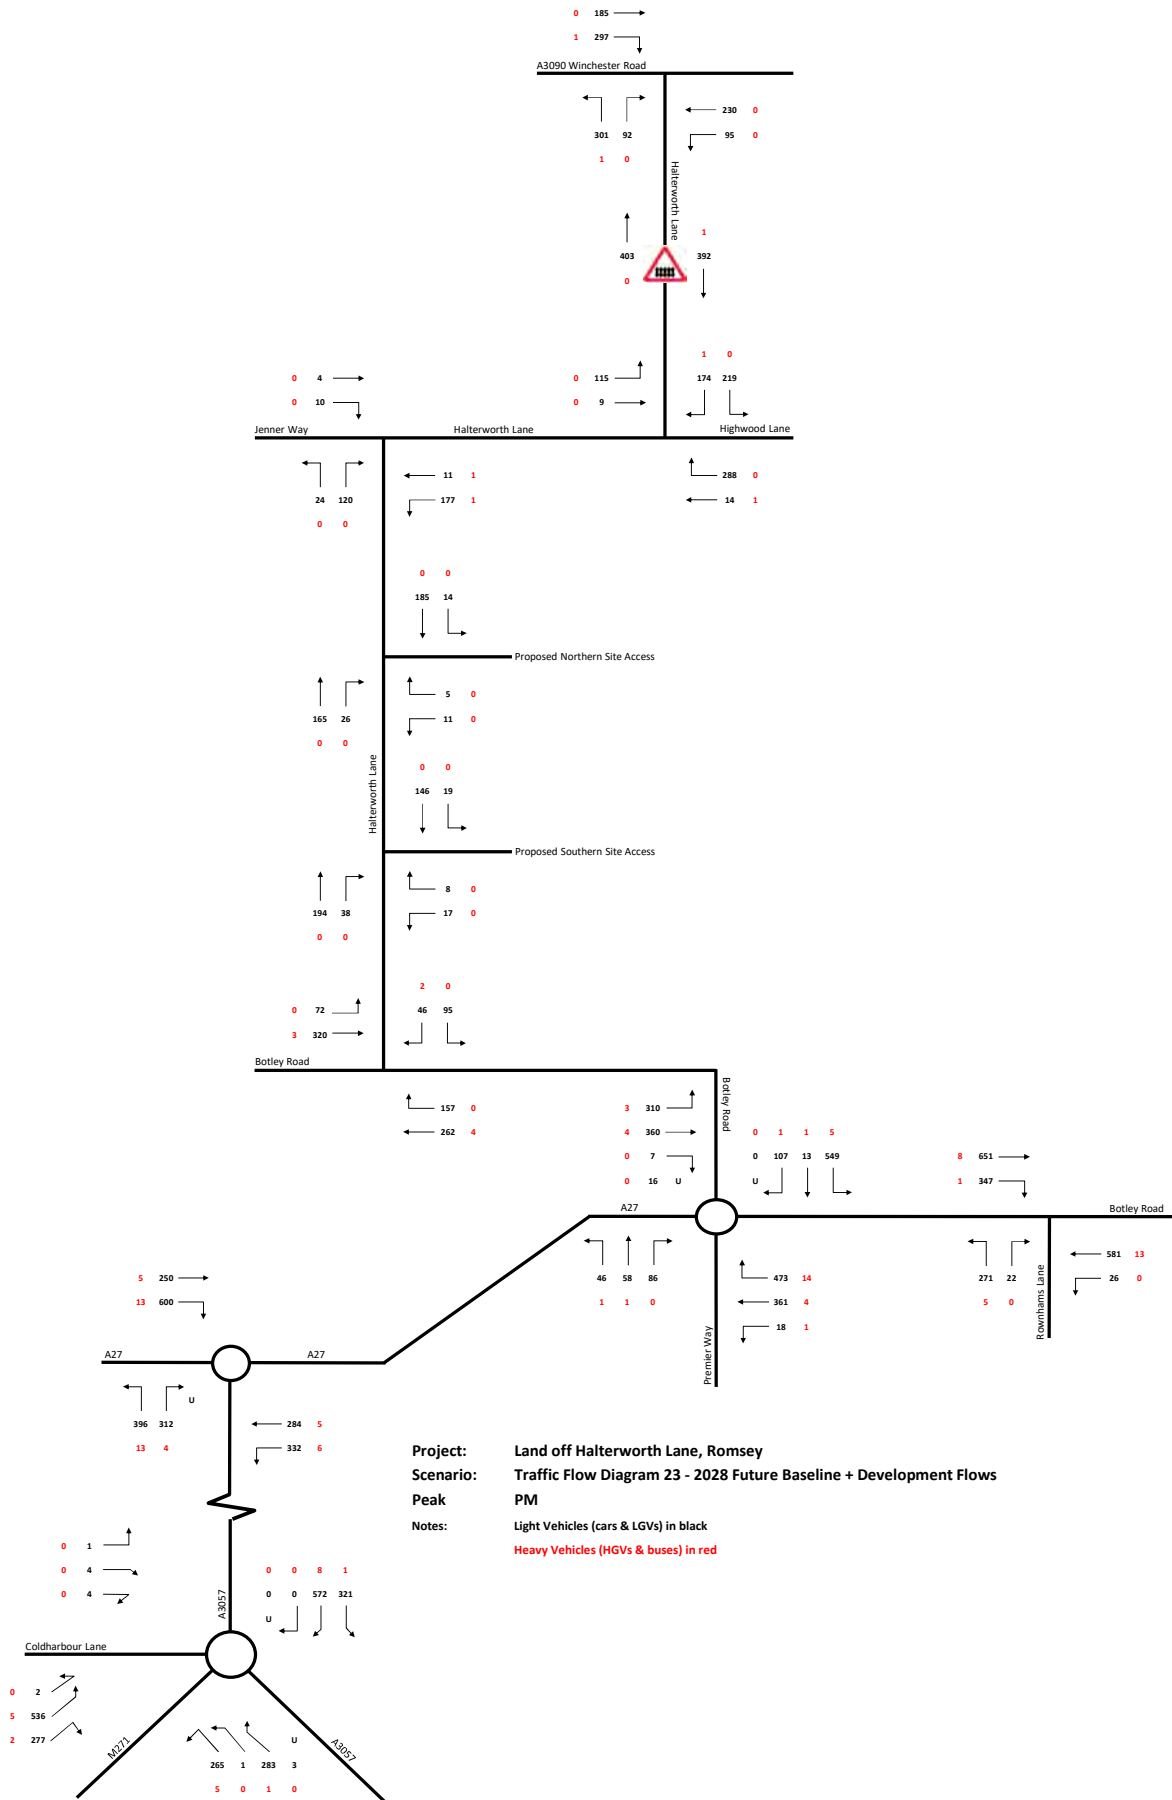 0 185
1 297
A3090 Winchester Road
230 0
301 92
95 0
1 0
Halterworth Lane
1
403 392
0
1 0
0 4 0 115 174 219
0 10 0 9
Jenner Way Halterworth Lane Highwood Lane
11 1 288 0
24 120 177 1 14 1
0 0
0 0
185 14
Proposed Northern Site Access
5 0
165 26 11 0
0 0
Halterworth Lane
0 0
146 19
Proposed Southern Site Access
8 0
194 38 17 0
0 0
2 0
0 72 46 95
3 320
Botley Road
Botley Road
157 0 3 310
262 4 4 360 0 1 1 5
0 7 0 107 13 549 8 651
0 16 U U 1 347
A27 Botley Road
581 13
5 250 46 58 86 473 14 271 22 26 0
13 600 1 1 0 361 4 5 0
18 1
Premier Way
Rownhams Lane
A27 A27
U
396 312 284 5
13 4 332 6
Project: Land off Halterworth Lane, Romsey
Scenario: Traffic Flow Diagram 23 - 2028 Future Baseline + Development Flows
Peak PM
Notes: Light Vehicles (cars & LGVs) in black
Heavy Vehicles (HGVs & buses) in red
0 1
0 4 0 0 8 1
0 4 0 0 572 321
U
A3057
Coldharbour Lane
0 2
5 536
2 277
M271
U
A3057
265 1 283 3
5 0 1 0